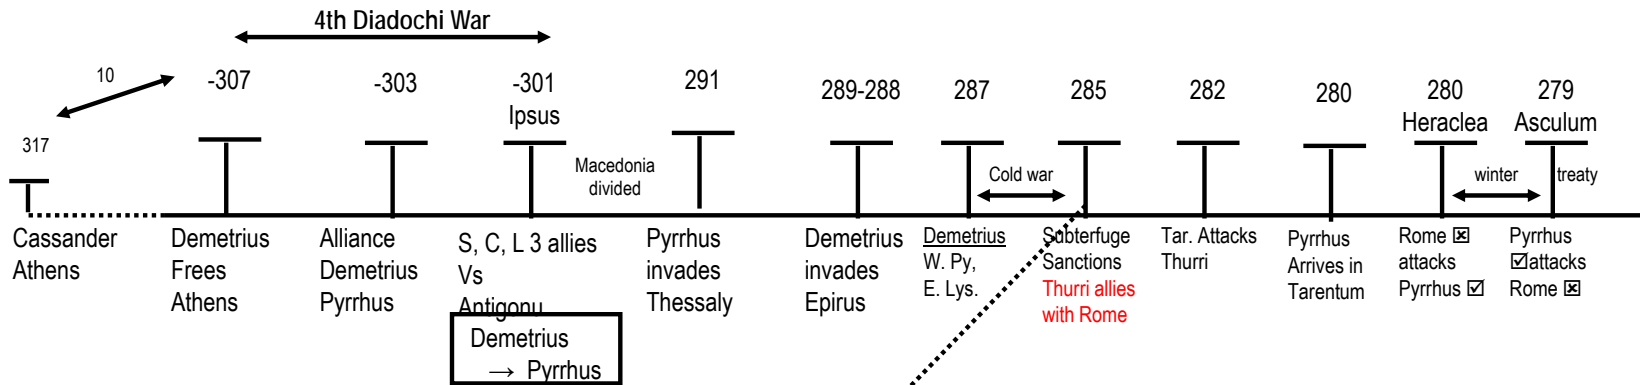 4th Diadochi War
10
317
Cassander
Athens
-307
Demetrius
Frees
Athens
-303
Alliance
Demetrius
Pyrrhus
-301
Ipsus
S, C, L 3 allies
Vs
Antigonu
Demetrius
→ Pyrrhus
Macedonia
divided
291
Pyrrhus
invades
Thessaly
289-288
Demetrius
invades
Epirus
287
Demetrius
W. Py,
E. Lys.
Cold war
285
Subterfuge
Sanctions
Thurri allies
with Rome
282
Tar. Attacks
Thurri
280
Pyrrhus
Arrives in
Tarentum
280
Heraclea
Rome ☒
attacks
Pyrrhus ☑
winter
279
Asculum
Pyrrhus
☑attacks
Rome ☒
treaty